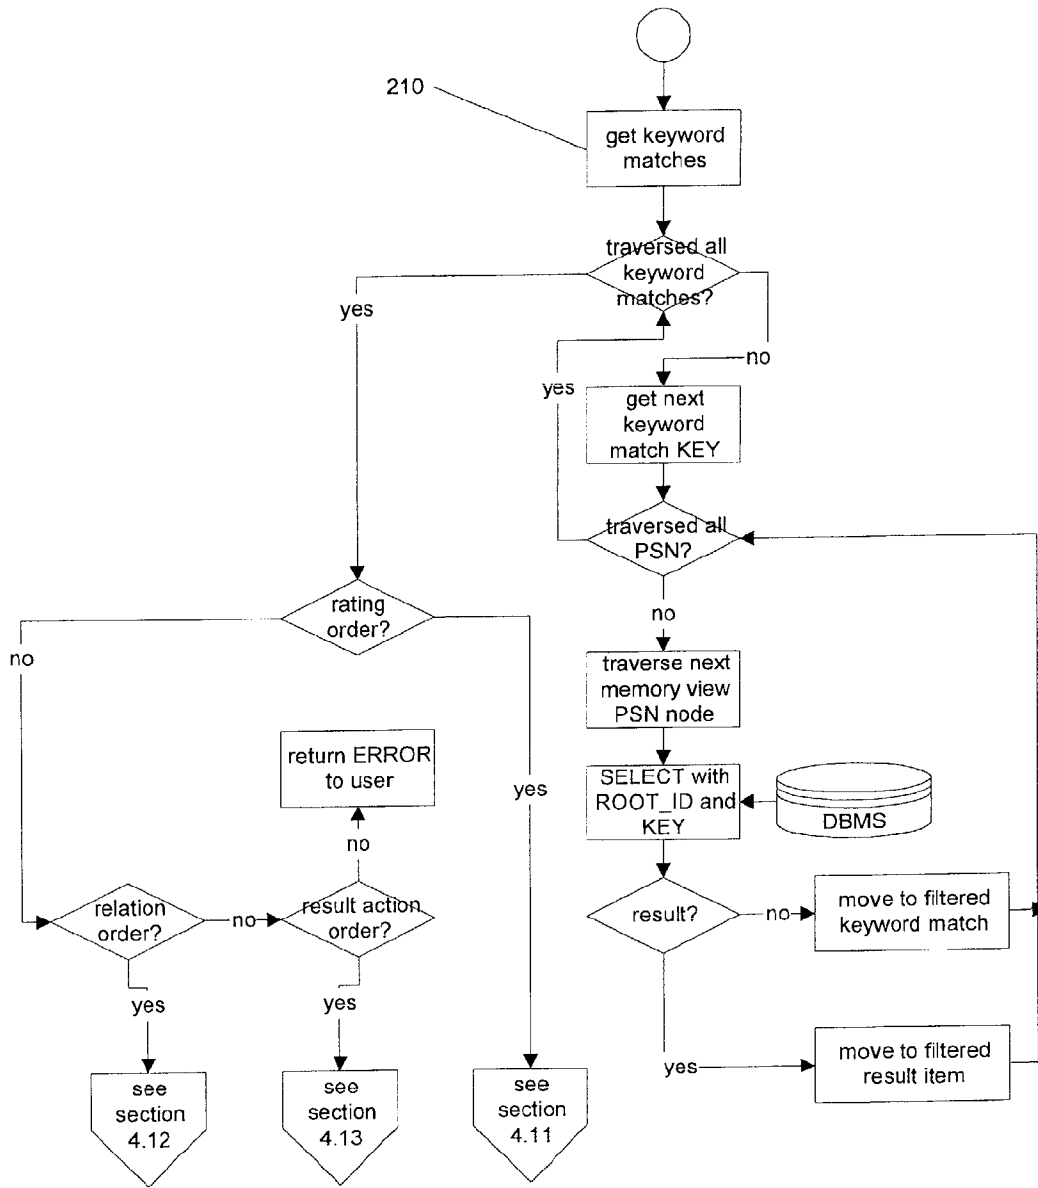 210
get keyword
matches
traversed all
keyword
matches?
yes
no
yes
get next
keyword
match KEY
traversed all
PSN?
rating
order?
no
no
traverse next
memory view
PSN node
return ERROR
to user
yes
SELECT with
ROOT_ID and
KEY
DBMS
no
relation
order?
no
result action
order?
result?
no
move to filtered
keyword match
yes
yes
yes
move to filtered
result item
see
section
4.12
see
section
4.13
see
section
4.11